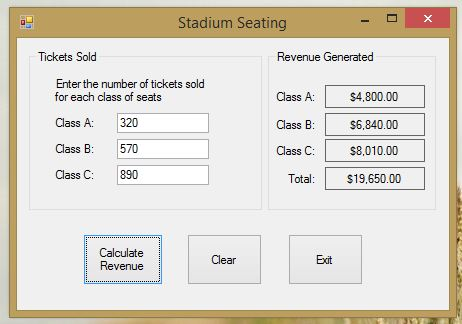 Stadium Seating
Tickets Sold
Enter the number of tickets sold
for each class of seats
Class A: 320
Class B: 570
Class C: 890
Revenue Generated
Class A: $4,800.00
Class B: $6,840.00
Class C: $8,010.00
Total: $19,650.00
Calculate
Revenue
Clear
Exit